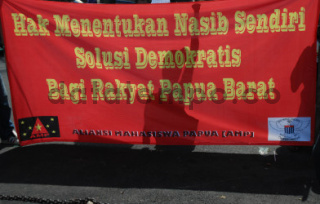 Hak Menentukan Nasib Sendiri
Solusi Demokratis
Bagi Rakyat Papua Barat
ALIANSI MAHASISWA PAPUA (AMP)